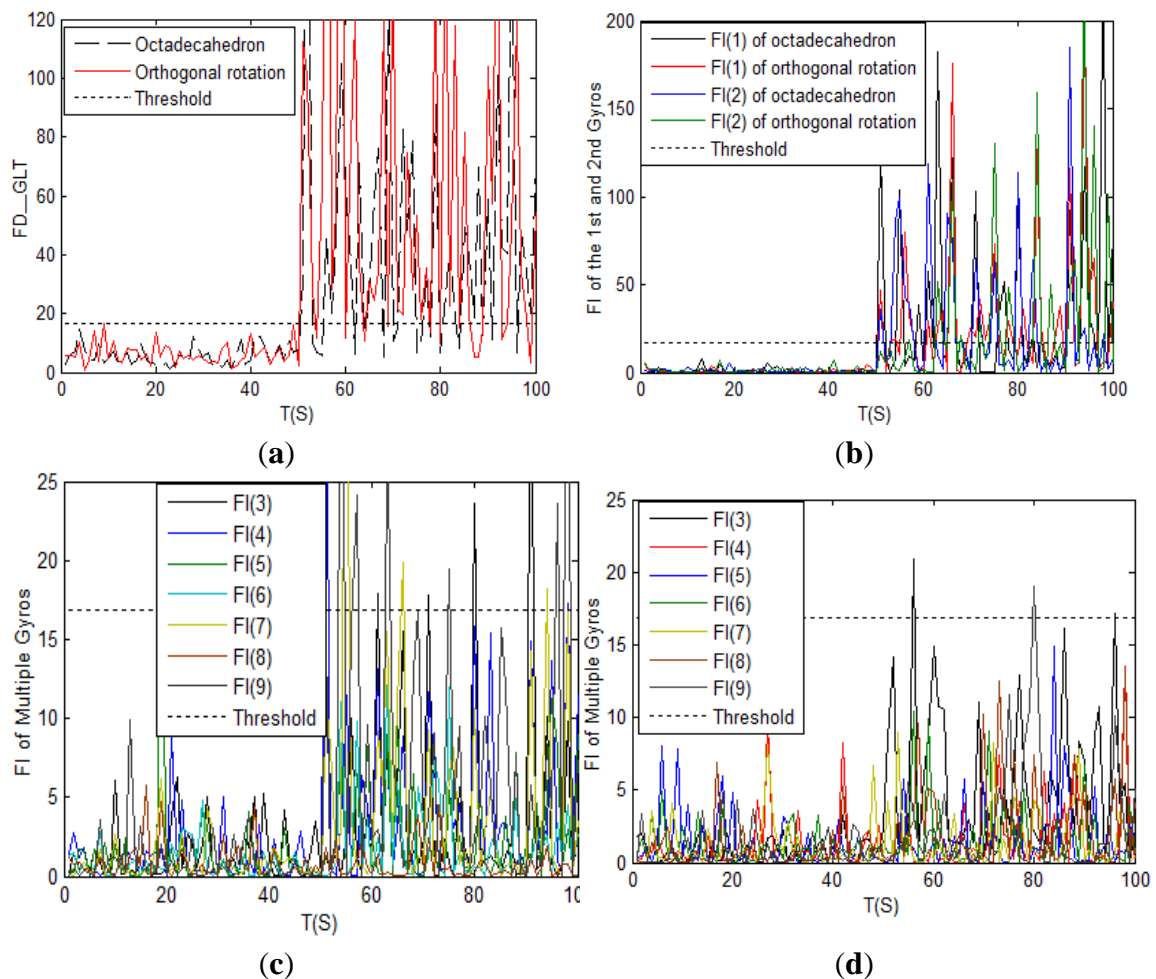 120
100
80
60
40
20
0
FD__GLT
Octadecahedron
Orthogonal rotation
Threshold
0 20 40 60 80 100
T(S)
(a)
200
150
100
50
0
FI of the 1st and 2nd Gyros
FI(1) of octadecahedron
FI(1) of orthogonal rotation
FI(2) of octadecahedron
FI(2) of orthogonal rotation
Threshold
0 20 40 60 80 100
T(S)
(b)
25
20
15
10
5
0
FI of Multiple Gyros
FI(3)
FI(4)
FI(5)
FI(6)
FI(7)
FI(8)
FI(9)
Threshold
0 20 40 60 80 100
T(S)
(c)
25
20
15
10
5
0
FI of Multiple Gyros
FI(3)
FI(4)
FI(5)
FI(6)
FI(7)
FI(8)
FI(9)
Threshold
0 20 40 60 80 100
T(S)
(d)